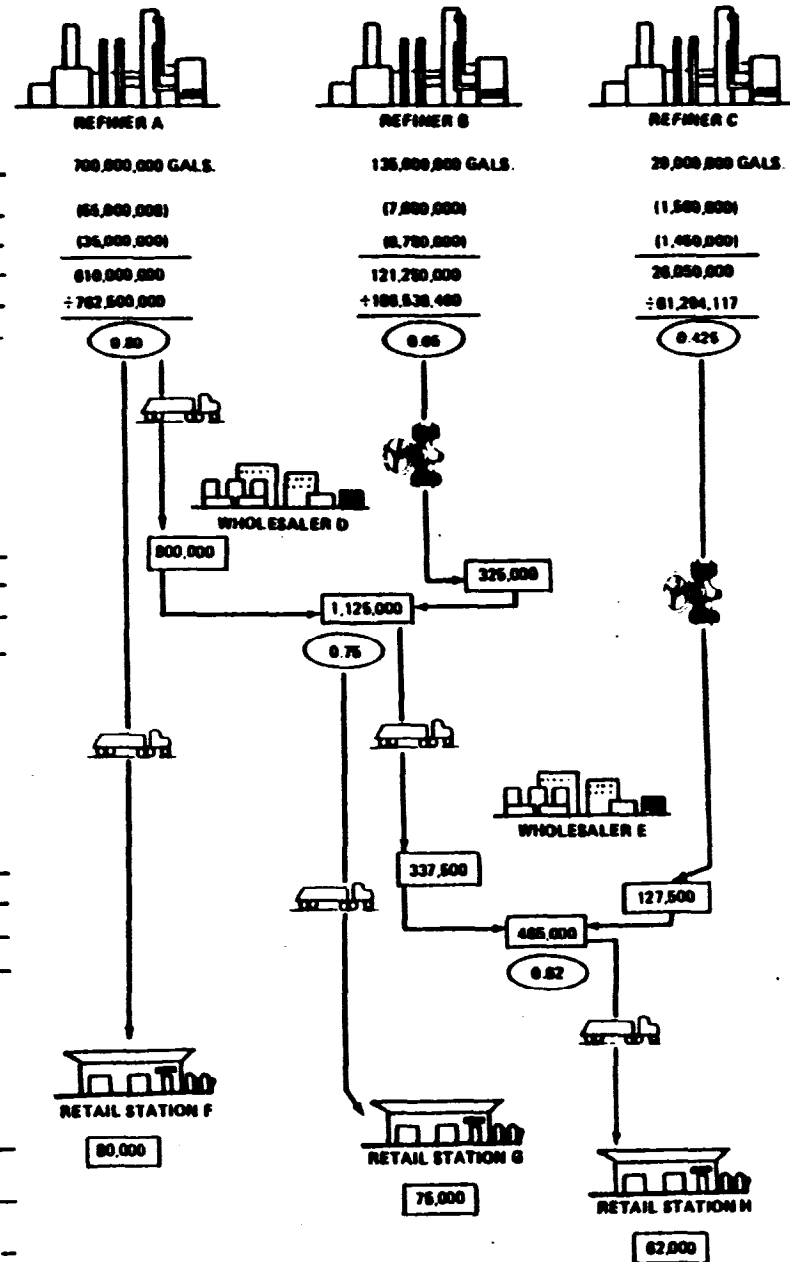 REFINER A
REFINER B
REFINER C
700,000,000 GALS.
135,000,000 GALS.
29,000,000 GALS.
(55,000,000)
(7,000,000)
(1,500,000)
(35,000,000)
(6,750,000)
(1,450,000)
610,000,000
121,250,000
26,050,000
÷762,500,000
÷186,538,460
÷61,294,117
0.80
0.65
0.425
WHOLESALER D
800,000
325,000
1,125,000
0.75
WHOLESALER E
337,500
127,500
465,000
0.62
RETAIL STATION F
80,000
RETAIL STATION G
75,000
RETAIL STATION H
62,000